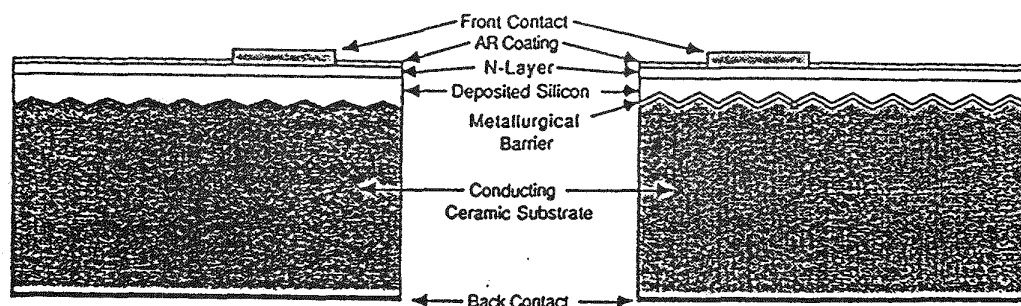 Front Contact
AR Coating
N-Layer
Deposited Silicon
Metallurgical
Barrier
Conducting
Ceramic Substrate
Back Contact